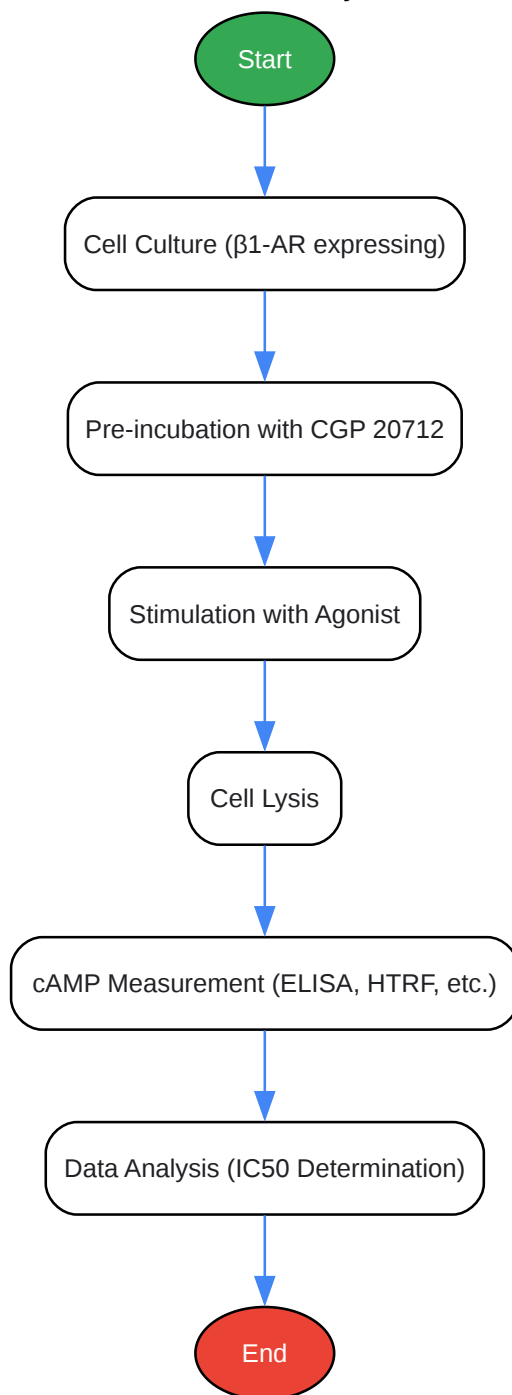 Start
Cell Culture (β1-AR expressing)
Pre-incubation with CGP 20712
Stimulation with Agonist
Cell Lysis
cAMP Measurement (ELISA, HTRF, etc.)
Data Analysis (IC50 Determination)
End